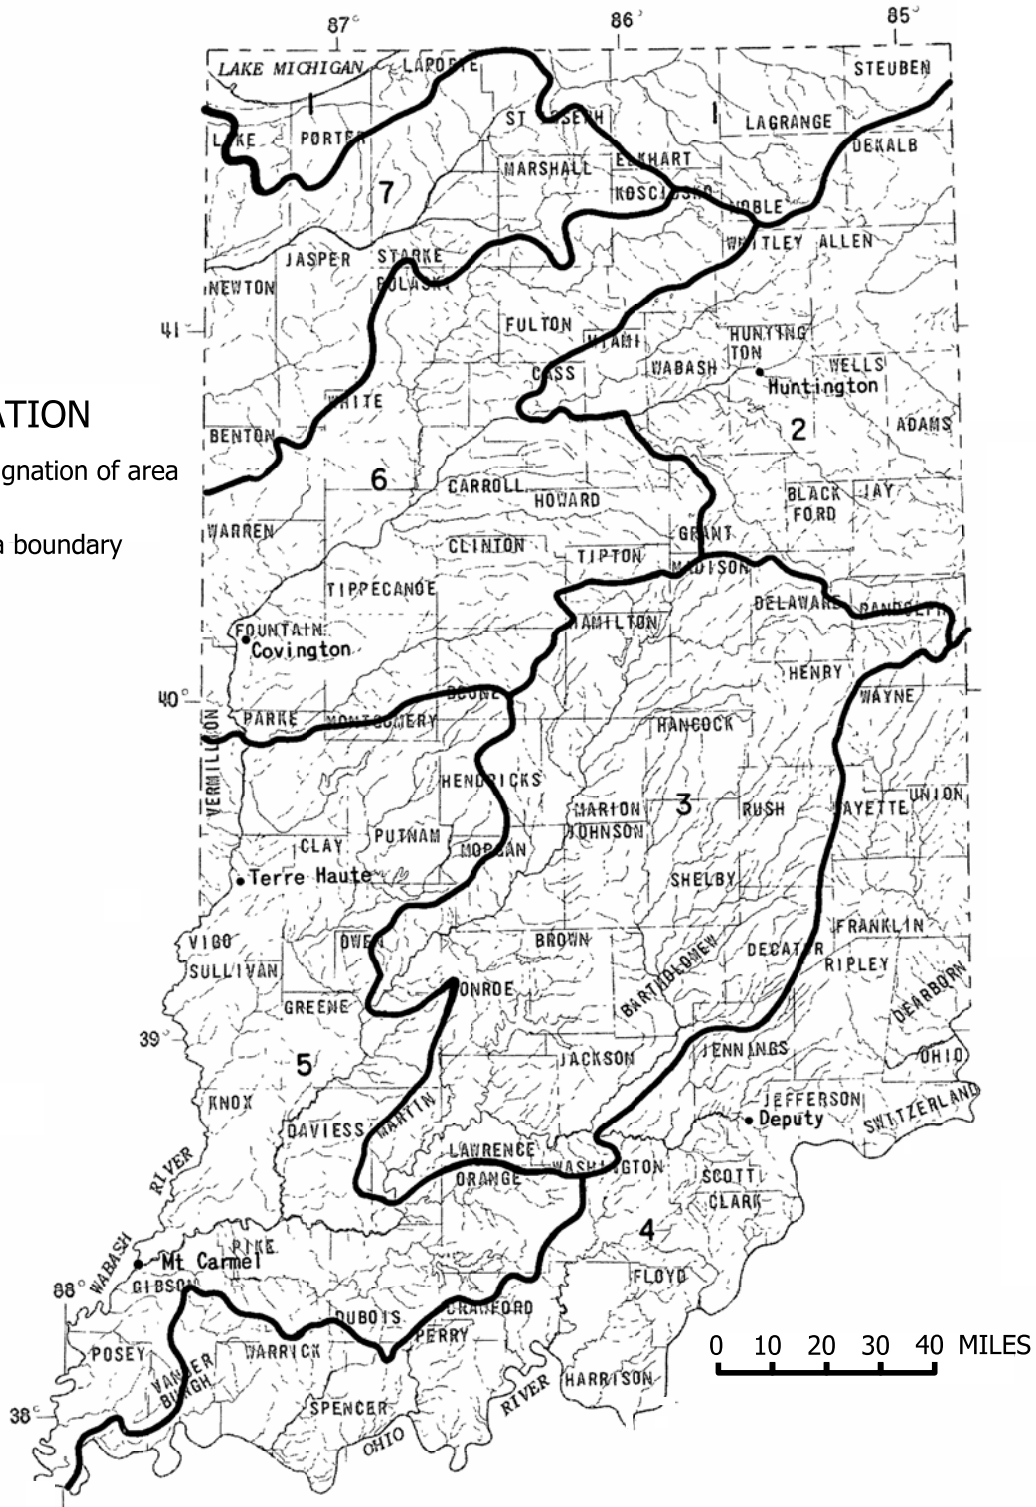 87°
86°
85°
LAKE MICHIGAN
LAPORTE
STEUBEN
1
1
ST JOSEPH
LAGRANGE
LAKE
PORTER
DEKALB
ELKHART
MARSHALL
7
KOSCIUSKO
NOBLE
WHITLEY
ALLEN
STARKE
JASPER
PULASKI
NEWTON
41
FULTON
MIAMI
HUNTING
TON
WABASH
WELLS
CASS
Huntington
WHITE
ATION
ADAMS
2
BENTON
gnation of area
6
CARROLL
HOWARD
BLACK
FORD
JAY
WARREN
GRANT
a boundary
CLINTON
TIPTON
MADISON
TIPPECANOE
DELAWARE
RANDOLPH
HAMILTON
FOUNTAIN
Covington
HENRY
40°
BOONE
WAYNE
PARKE
MONTGOMERY
HANCOCK
VERMILLION
HENDRICKS
UNION
MARION
3
RUSH
AYETTE
JOHNSON
PUTNAM
CLAY
MORGAN
Terre Haute
SHELBY
FRANKLIN
VIGO
OWEN
BROWN
DECATUR
RIPLEY
SULLIVAN
BARTHOLOMEW
DEARBORN
ONROE
GREENE
39°
JENNINGS
OHIO
JACKSON
5
KNOX
JEFFERSON
SWITZERLAND
MARTIN
Deputy
DAVIESS
LAWRENCE
WASHINGTON
ORANGE
SCOTT
CLARK
RIVER
4
PIKE
WABASH
Mt Carmel
FLOYD
88°
GIBSON
CRAWFORD
DUBOIS
PERRY
0 10 20 30 40 MILES
POSEY
WARRICK
VANDER
BURGH
HARRISON
RIVER
SPENCER
38°
OHIO